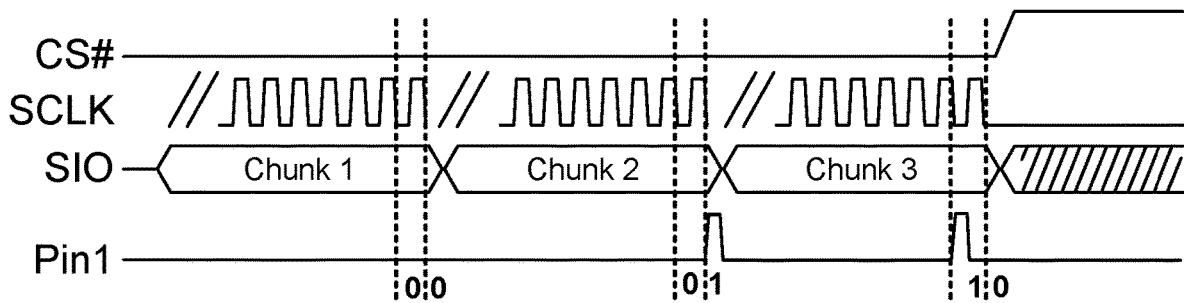 CS#
SCLK
SIO Chunk 1 Chunk 2 Chunk 3
Pin1
0 0 0 1 1 0